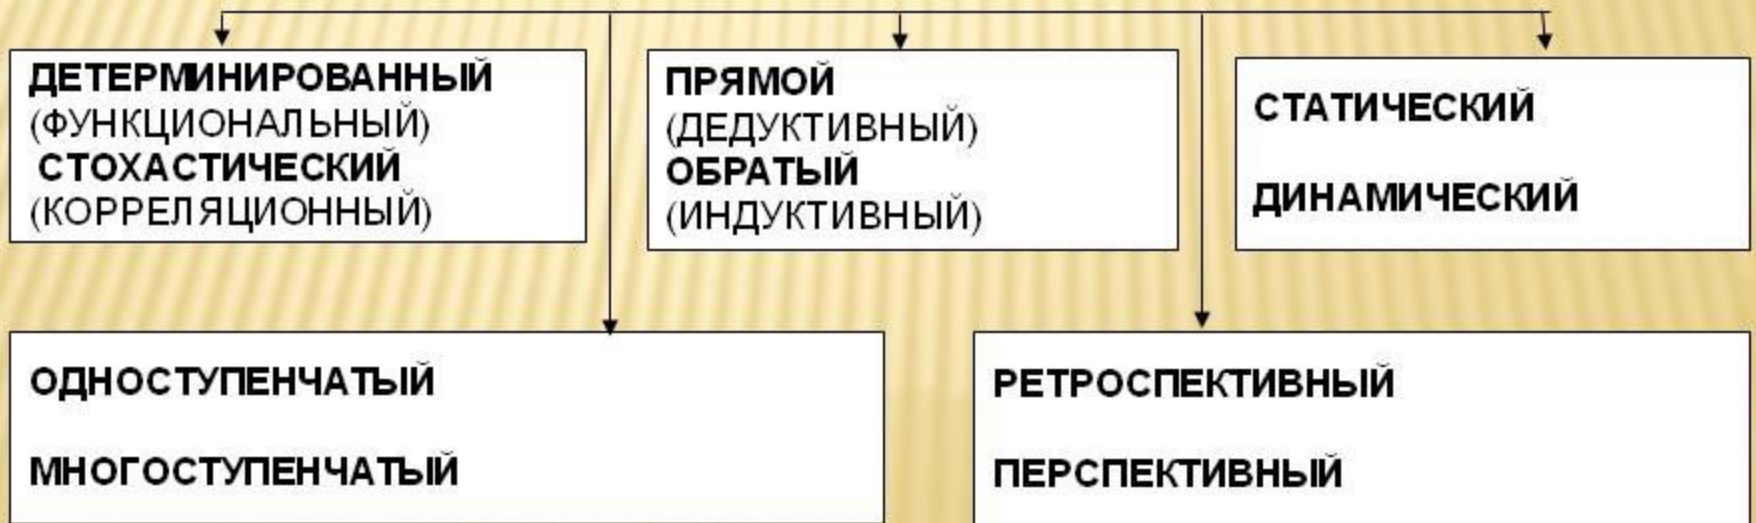 ДЕТЕРМИНИРОВАННЫЙ
(ФУНКЦИОНАЛЬНЫЙ)
СТОХАСТИЧЕСКИЙ
(КОРРЕЛЯЦИОННЫЙ)
ПРЯМОЙ
(ДЕДУКТИВНЫЙ)
ОБРАТЫЙ
(ИНДУКТИВНЫЙ)
СТАТИЧЕСКИЙ
ДИНАМИЧЕСКИЙ
ОДНОСТУПЕНЧАТЫЙ
МНОГОСТУПЕНЧАТЫЙ
РЕТРОСПЕКТИВНЫЙ
ПЕРСПЕКТИВНЫЙ